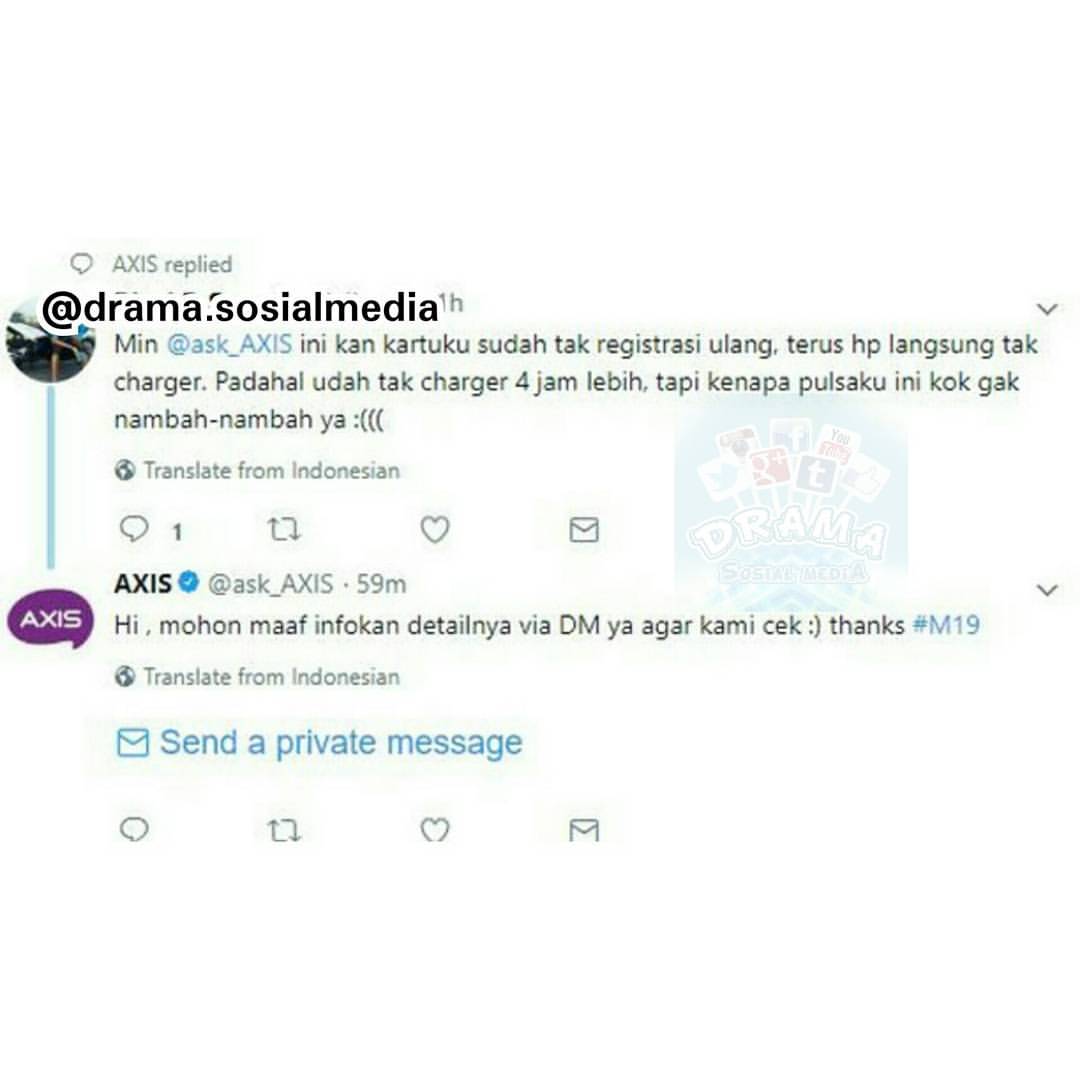 AXIS replied
@drama.sosialmedia 1h
Min @ask_AXIS ini kan kartuku sudah tak registrasi ulang, terus hp langsung tak
charger. Padahal udah tak charger 4 jam lebih, tapi kenapa pulsaku ini kok gak
nambah-nambah ya :(((
Translate from Indonesian
1
You
Tube
g+
f
t
DRAMA
SOSIAL MEDIA
AXIS @ask_AXIS · 59m
AXIS
Hi , mohon maaf infokan detailnya via DM ya agar kami cek :) thanks #M19
Translate from Indonesian
Send a private message